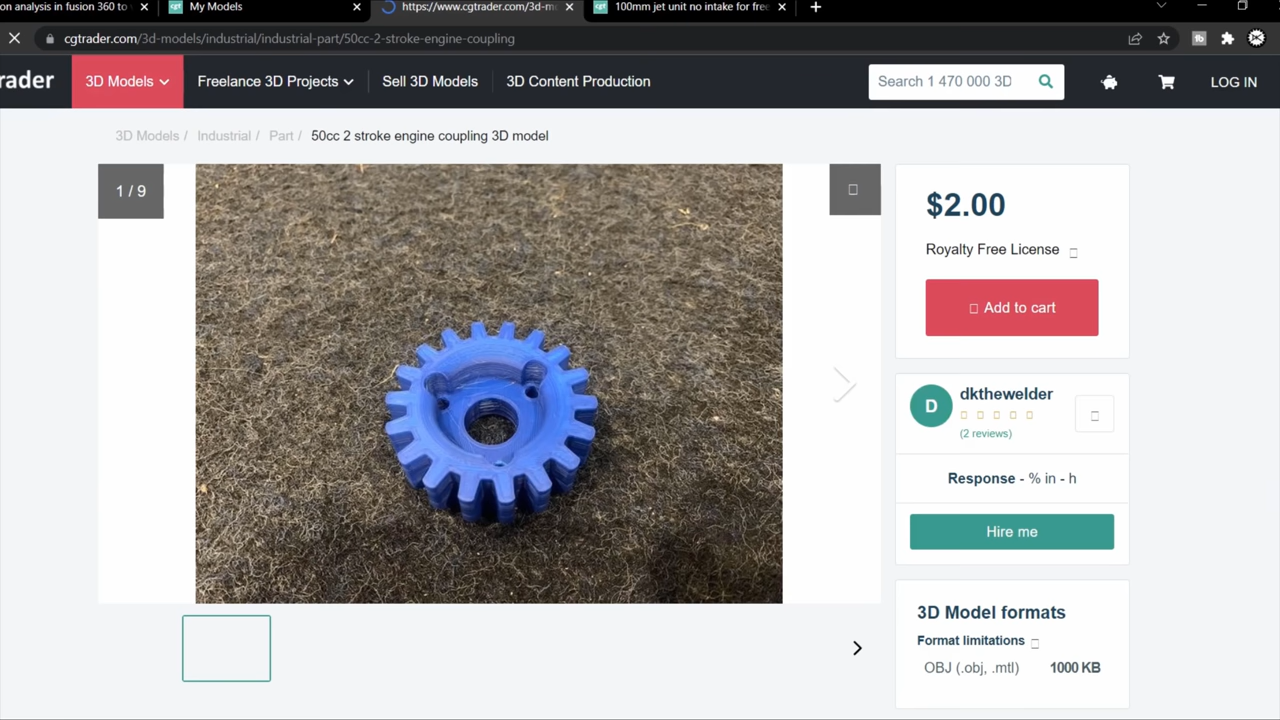 on analysis in fusion 360 to v
My Models
https://www.cgtrader.com/3d-mo
100mm jet unit no intake for free
cgtrader.com/3d-models/industrial/industrial-part/50cc-2-stroke-engine-coupling
rader
3D Models
Freelance 3D Projects
Sell 3D Models
3D Content Production
Search 1 470 000 3D
LOG IN
3D Models / Industrial / Part / 50cc 2 stroke engine coupling 3D model
1 / 9
$2.00
Royalty Free License
Add to cart
D
dkthewelder
(2 reviews)
Response - % in - h
Hire me
3D Model formats
Format limitations
OBJ (.obj, .mtl) 1000 KB